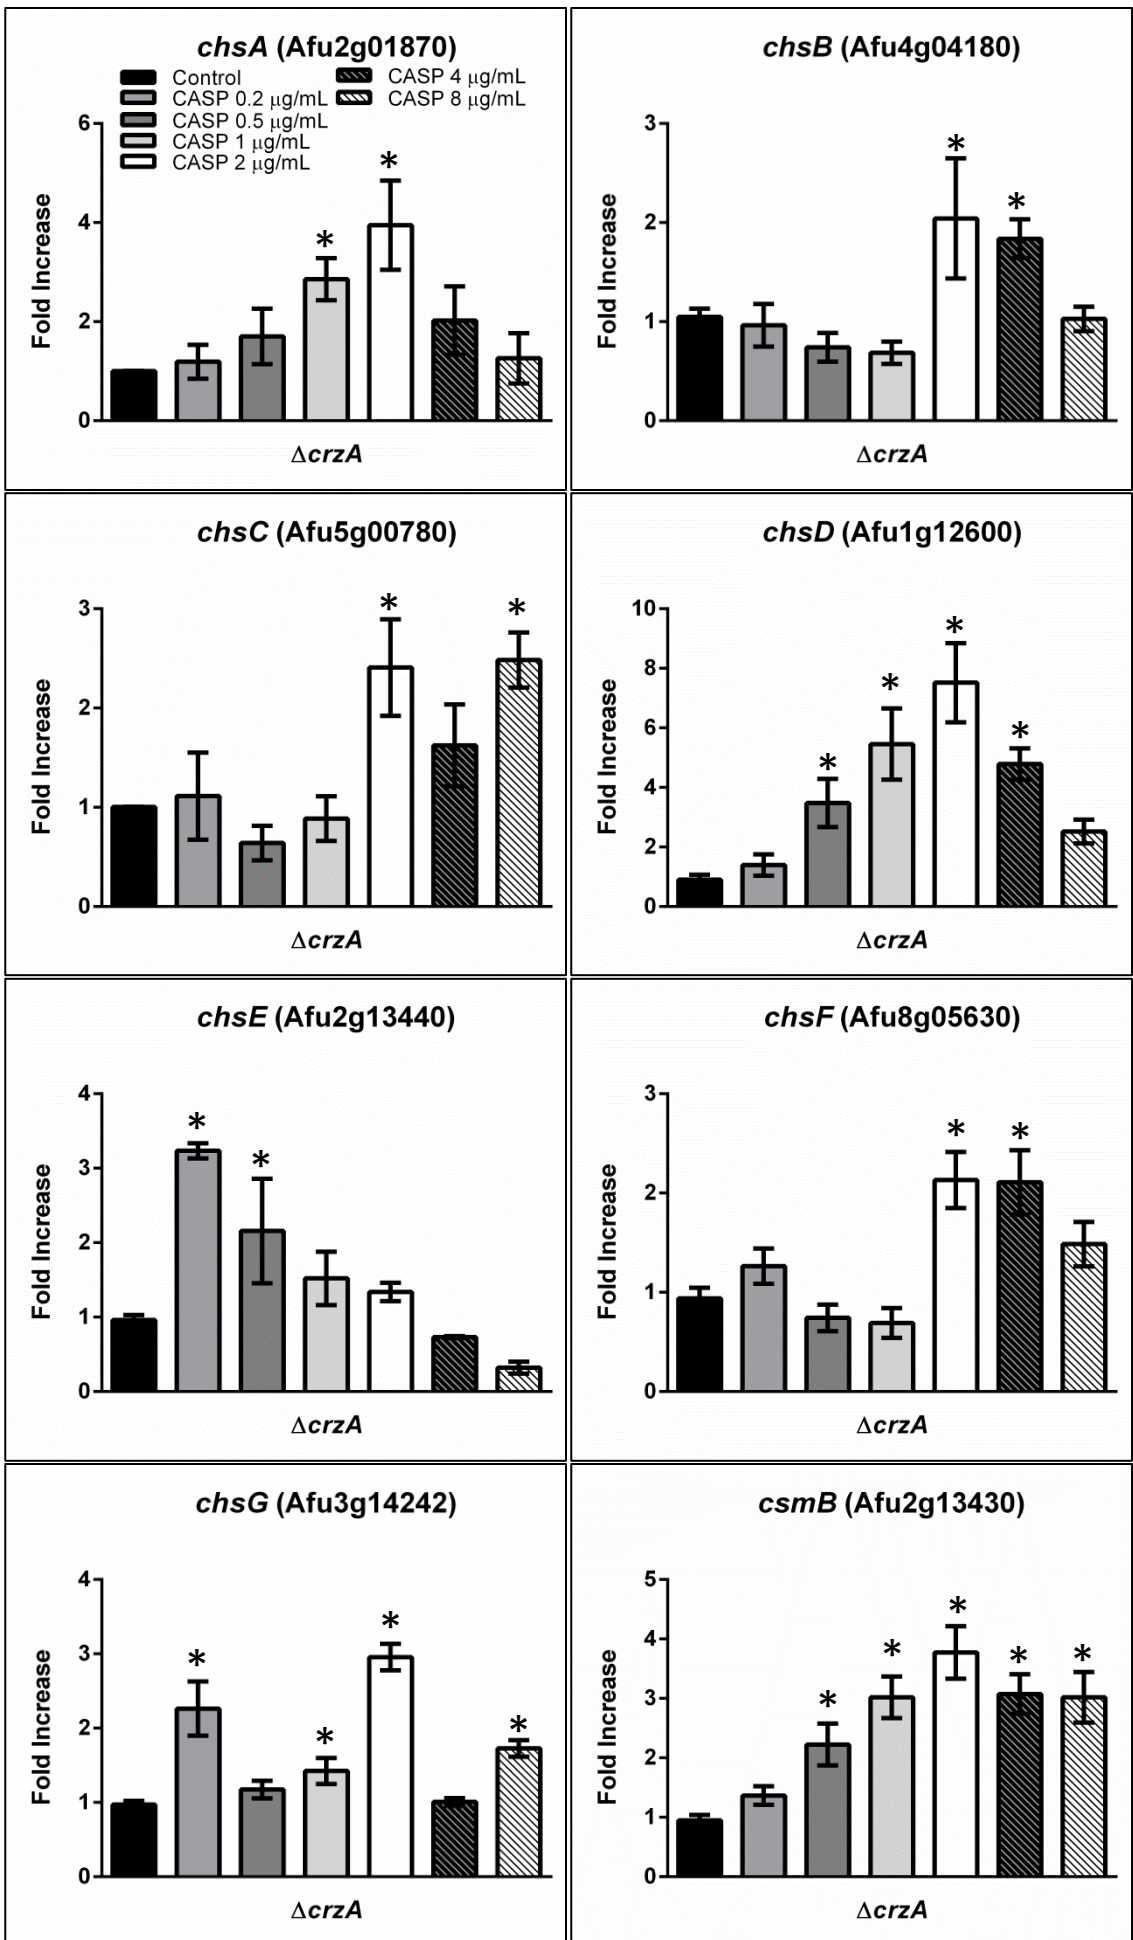 chsA (Afu2g01870)
Control
CASP 0.2 µg/mL
CASP 0.5 µg/mL
CASP 1 µg/mL
CASP 2 µg/mL
CASP 4 µg/mL
CASP 8 µg/mL
Fold Increase
6
4
2
0
*
*
ΔcrzA
chsB (Afu4g04180)
Fold Increase
3
2
1
0
*
*
ΔcrzA
chsC (Afu5g00780)
Fold Increase
3
2
1
0
*
*
ΔcrzA
chsD (Afu1g12600)
Fold Increase
10
8
6
4
2
0
*
*
*
*
ΔcrzA
chsE (Afu2g13440)
Fold Increase
4
3
2
1
0
*
*
ΔcrzA
chsF (Afu8g05630)
Fold Increase
3
2
1
0
*
*
ΔcrzA
chsG (Afu3g14242)
Fold Increase
4
3
2
1
0
*
*
*
*
ΔcrzA
csmB (Afu2g13430)
Fold Increase
5
4
3
2
1
0
*
*
*
*
*
ΔcrzA